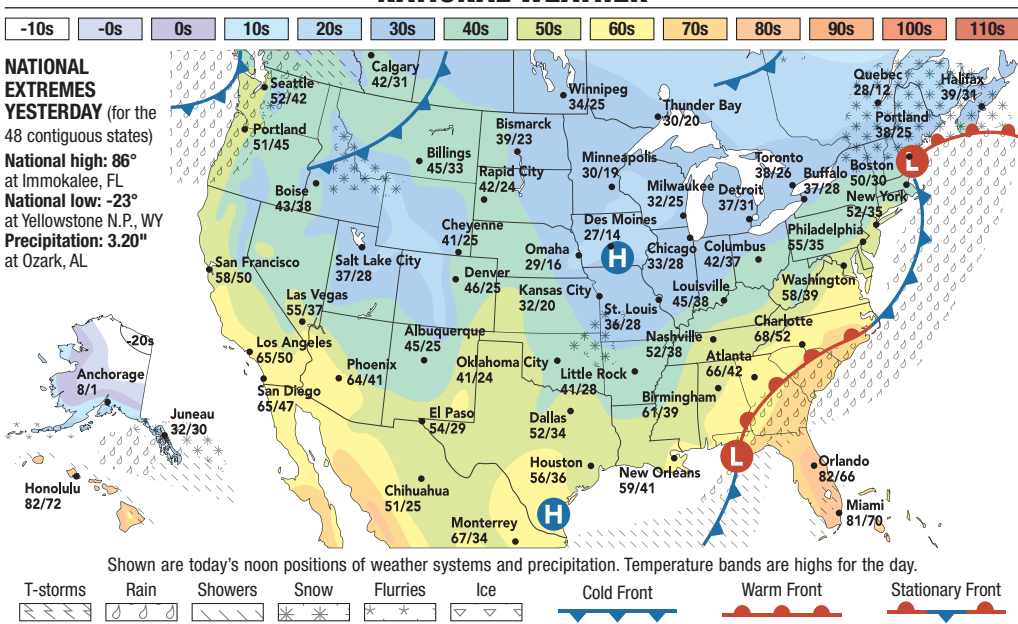 -10s -0s 0s 10s 20s 30s 40s 50s 60s 70s 80s 90s 100s 110s
NATIONAL
EXTREMES
YESTERDAY (for the
48 contiguous states)
National high: 86°
at Immokalee, FL
National low: -23°
at Yellowstone N.P., WY
Precipitation: 3.20"
at Ozark, AL
Seattle
52/42
Calgary
42/31
Winnipeg
34/25
Thunder Bay
30/20
Quebec
28/12
Halifax
39/31
Portland
51/45
Billings
45/33
Bismarck
39/23
Minneapolis
30/19
Toronto
38/26
Portland
38/25
Boise
43/38
Rapid City
42/24
Milwaukee
32/25
Detroit
37/31
Buffalo
37/28
Boston
50/30
L
New York
52/35
Cheyenne
41/25
Des Moines
27/14
H
Philadelphia
55/35
San Francisco
58/50
Salt Lake City
37/28
Denver
46/25
Omaha
29/16
Chicago
33/28
Columbus
42/37
Washington
58/39
Las Vegas
55/37
Kansas City
32/20
St. Louis
36/28
Louisville
45/38
Charlotte
68/52
Los Angeles
65/50
Phoenix
64/41
Albuquerque
45/25
Oklahoma City
41/24
Little Rock
41/28
Nashville
52/38
Atlanta
66/42
San Diego
65/47
Birmingham
61/39
-20s
Anchorage
8/1
Juneau
32/30
El Paso
54/29
Dallas
52/34
Honolulu
82/72
Chihuahua
51/25
Houston
56/36
New Orleans
59/41
L
Orlando
82/66
Monterrey
67/34
H
Miami
81/70
Shown are today's noon positions of weather systems and precipitation. Temperature bands are highs for the day.
T-storms Rain Showers Snow Flurries Ice Cold Front Warm Front Stationary Front